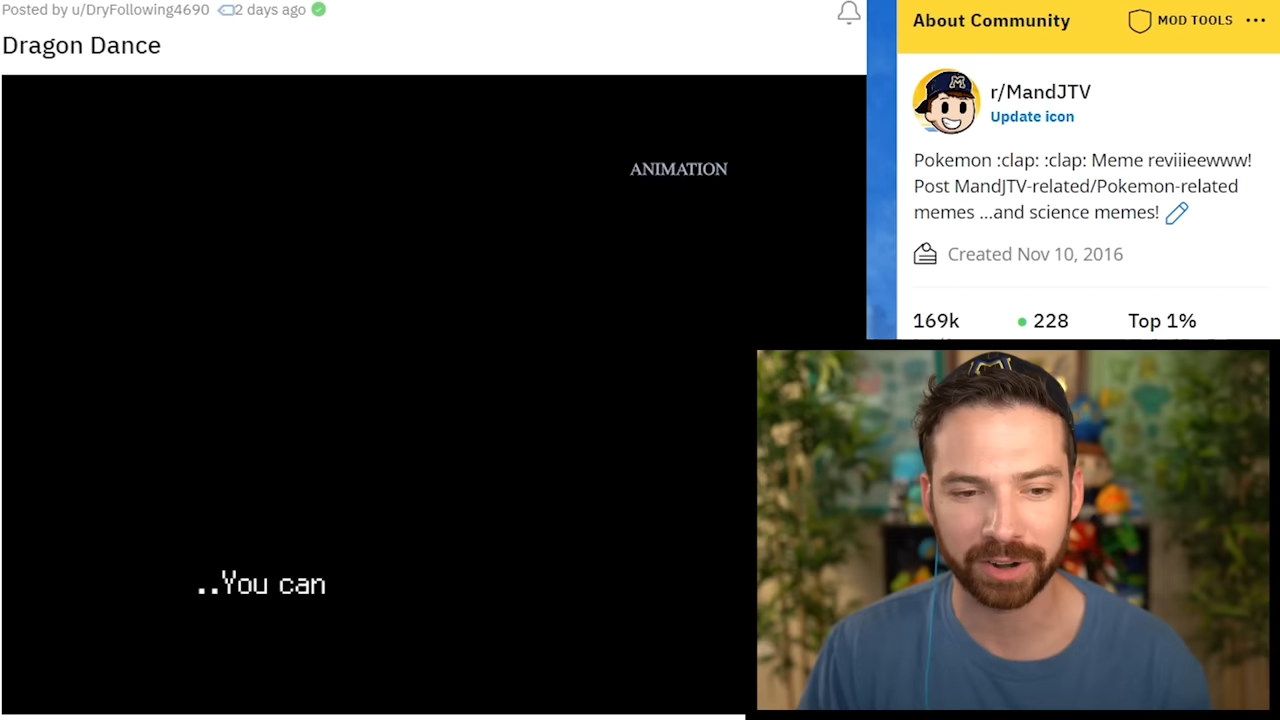 Posted by u/DryFollowing4690 2 days ago
Dragon Dance
ANIMATION
..You can
About Community
MOD TOOLS
r/MandJTV
Update icon
Pokemon :clap: :clap: Meme reviiieewww!
Post MandJTV-related/Pokemon-related
memes ...and science memes!
Created Nov 10, 2016
169k 228 Top 1%
M
M